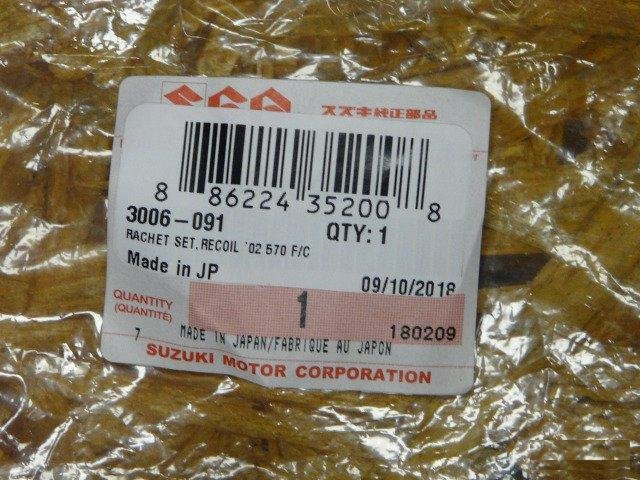 スズキ純正部品
8 86224 35200 8
3006-091 QTY: 1
RACHET SET, RECOIL `02 570 F/C
Made in JP 09/10/2018
QUANTITY 1
(QUANTITÉ) 180209
7 MADE IN JAPAN/FABRIQUE AU JAPON
SUZUKI MOTOR CORPORATION